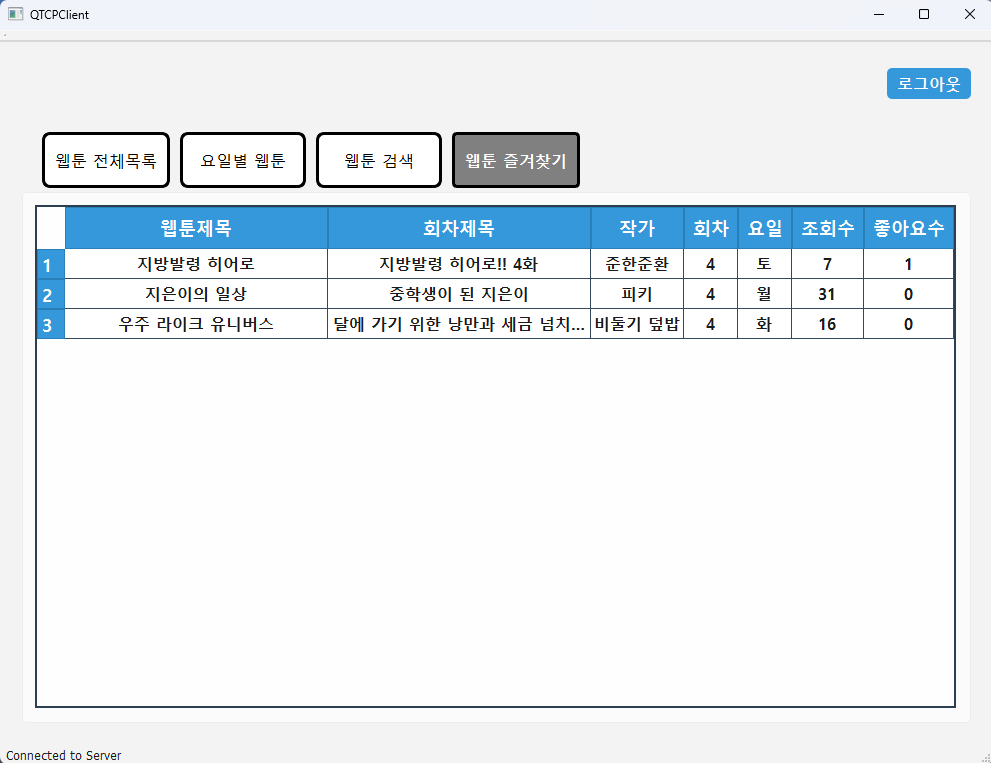 QTCPClient
로그아웃
웹툰 전체목록 요일별 웹툰 웹툰 검색 웹툰 즐겨찾기
웹툰제목 회차제목 작가 회차 요일 조회수 좋아요수
1 지방발령 히어로 지방발령 히어로!! 4화 준한준환 4 토 7 1
2 지은이의 일상 중학생이 된 지은이 피키 4 월 31 0
3 우주 라이크 유니버스 달에 가기 위한 낭만과 세금 넘치... 비둘기 덮밥 4 화 16 0
Connected to Server